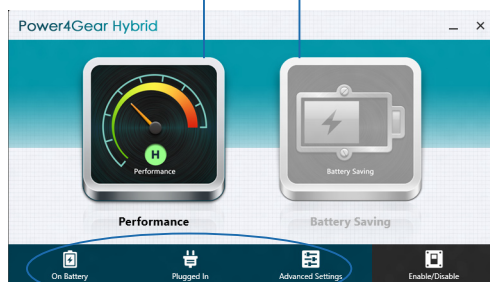 Power4Gear Hybrid
H
Performance
Battery Saving
Performance
Battery Saving
On Battery
Plugged In
Advanced Settings
Enable/Disable